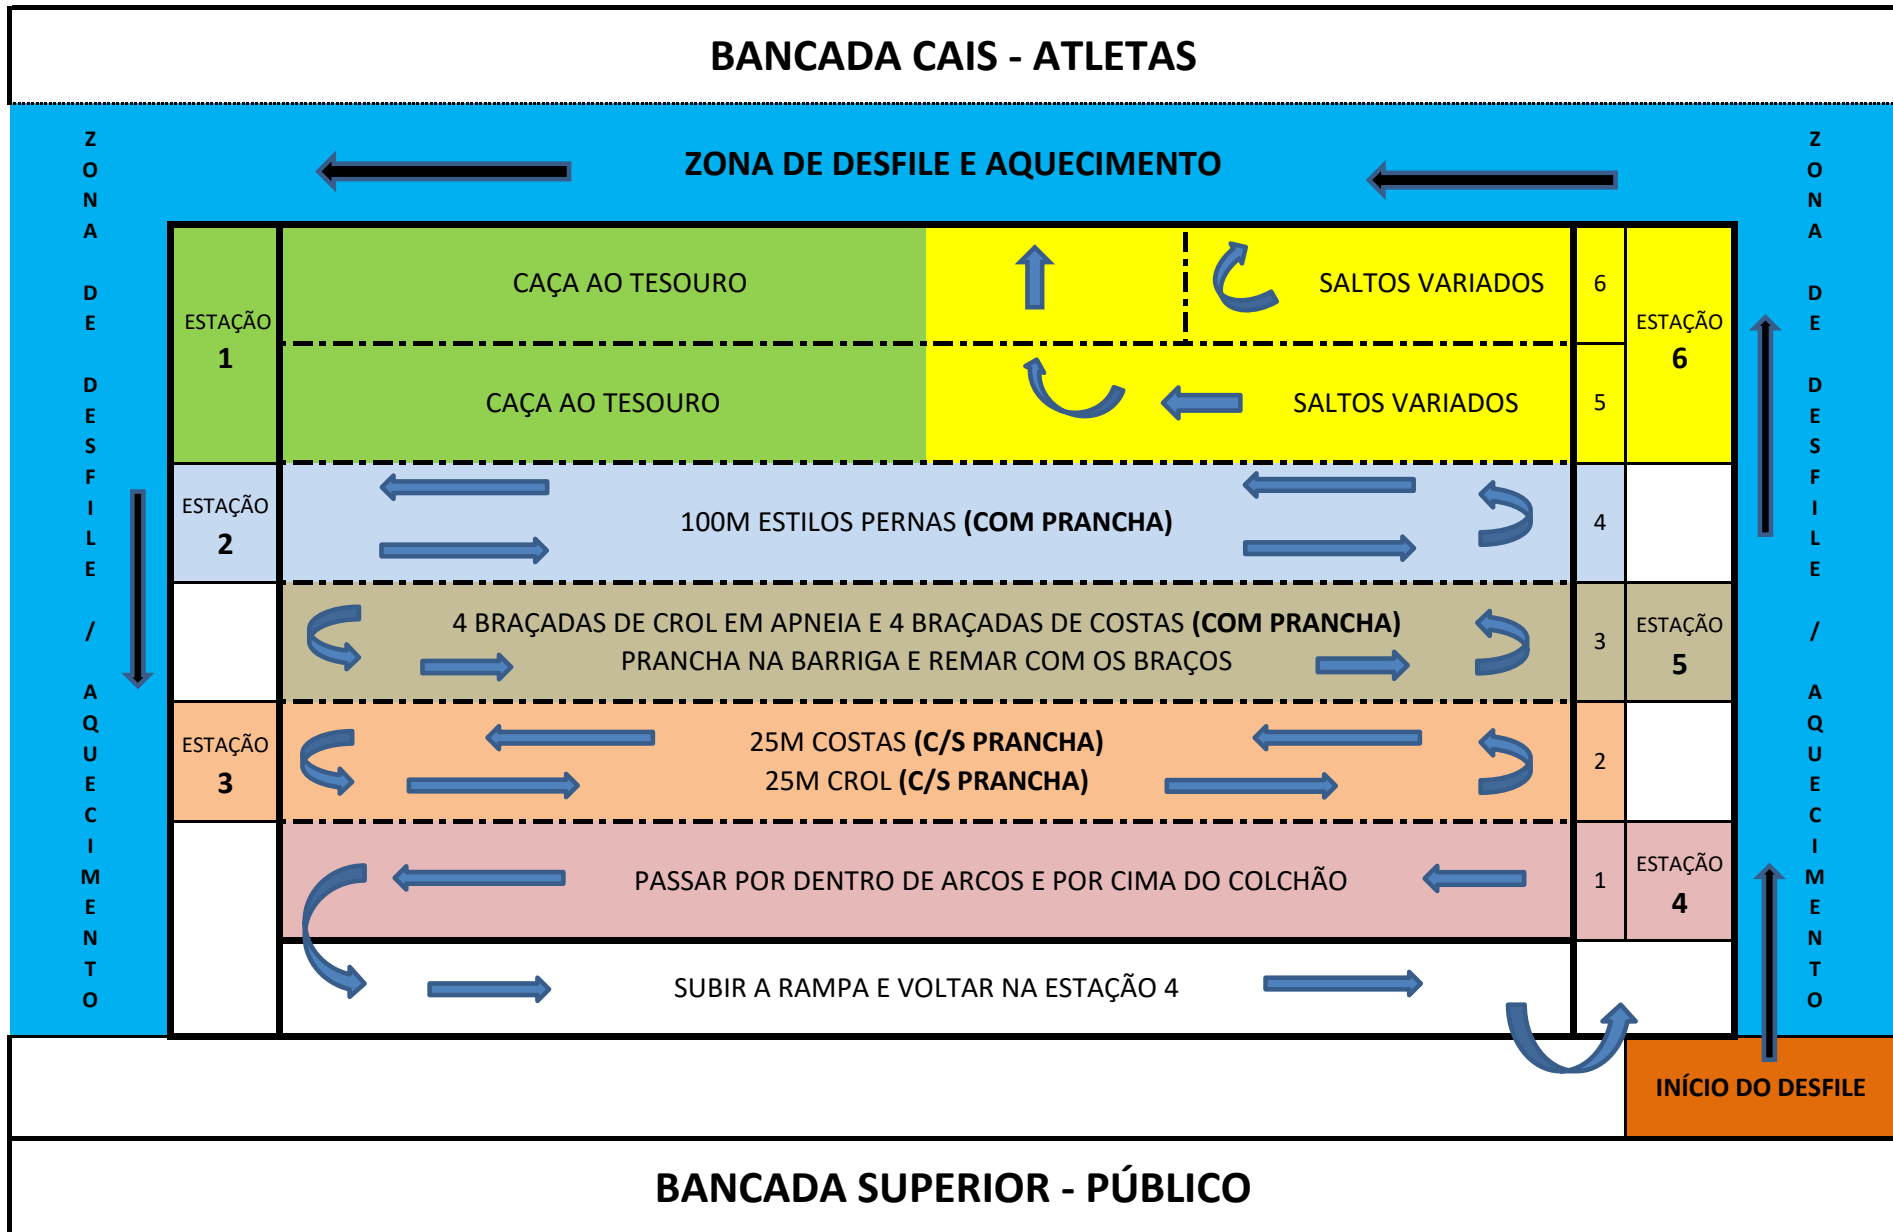 BANCADA CAIS - ATLETAS
ZONA DE DESFILE / AQUECIMENTO
ZONA DE DESFILE E AQUECIMENTO
ZONA DE DESFILE / AQUECIMENTO
ESTAÇÃO
1
CAÇA AO TESOURO
SALTOS VARIADOS
6
CAÇA AO TESOURO
SALTOS VARIADOS
5
ESTAÇÃO
6
ESTAÇÃO
2
100M ESTILOS PERNAS (COM PRANCHA)
4
4 BRAÇADAS DE CROL EM APNEIA E 4 BRAÇADAS DE COSTAS (COM PRANCHA)
PRANCHA NA BARRIGA E REMAR COM OS BRAÇOS
3
ESTAÇÃO
5
ESTAÇÃO
3
25M COSTAS (C/S PRANCHA)
25M CROL (C/S PRANCHA)
2
PASSAR POR DENTRO DE ARCOS E POR CIMA DO COLCHÃO
1
ESTAÇÃO
4
SUBIR A RAMPA E VOLTAR NA ESTAÇÃO 4
INÍCIO DO DESFILE
BANCADA SUPERIOR - PÚBLICO